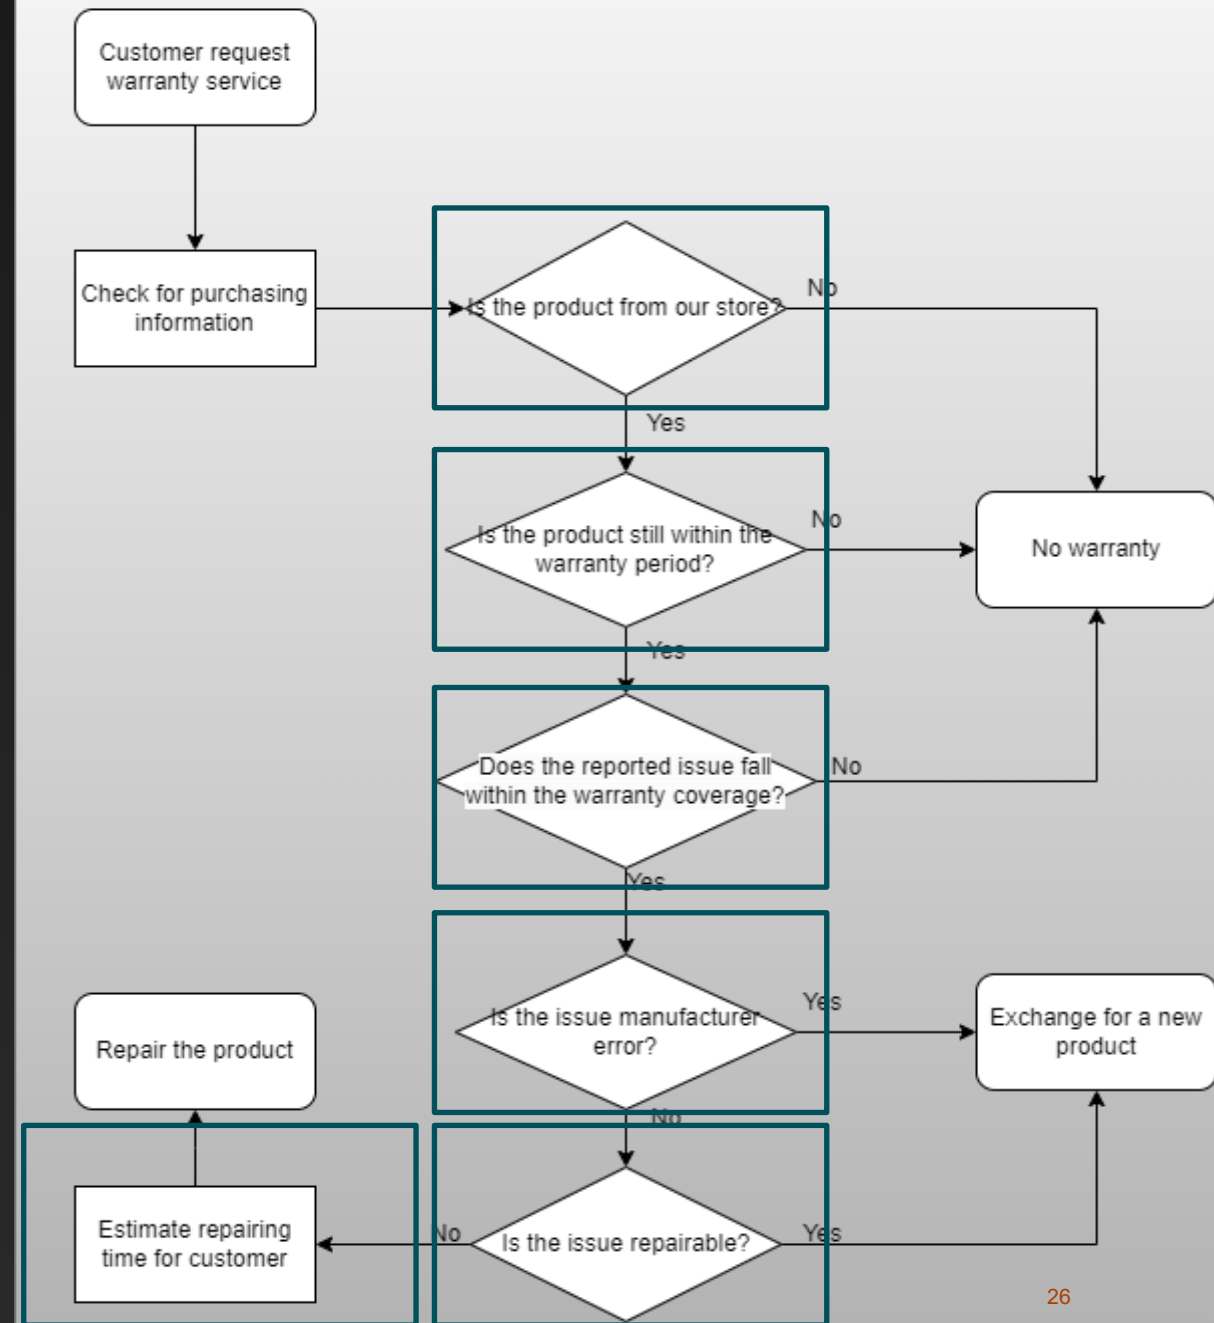 Customer request
warranty service
Check for purchasing
information
Is the product from our store?
No
Yes
Is the product still within the
warranty period?
No
No warranty
Yes
Does the reported issue fall
within the warranty coverage?
No
Yes
Is the issue manufacturer
error?
Yes
Exchange for a new
product
Repair the product
No
Estimate repairing
time for customer
No
Is the issue repairable?
Yes
26